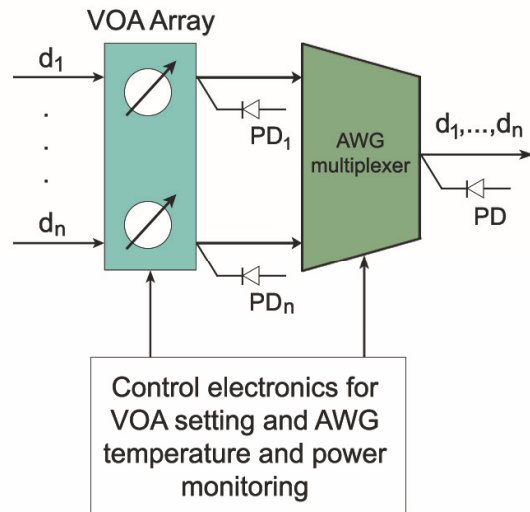 VOA Array
d1
PD1
AWG
multiplexer
d1,...,dn
PD
dn
PDn
Control electronics for
VOA setting and AWG
temperature and power
monitoring